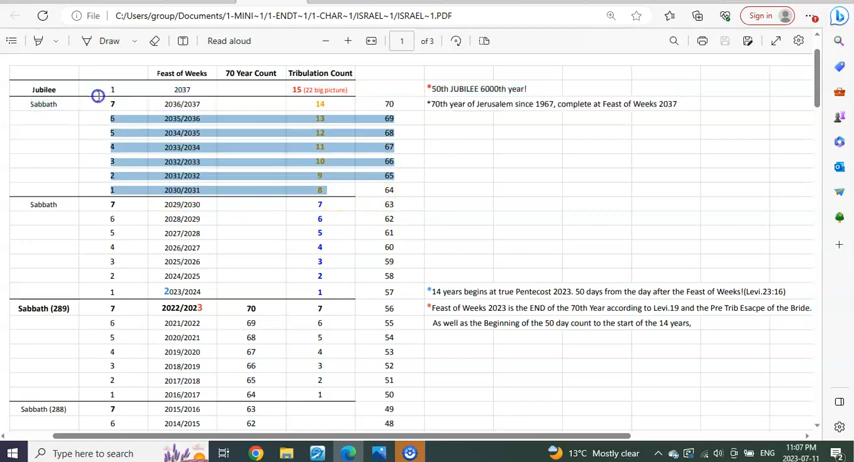 File | C:/Users/group/Documents/1-MINI~1/1-ENDT~1/1-CHAR~1/ISRAEL~1/ISRAEL~1.PDF
Sign in
Draw
Read aloud
1 of 3
Feast of Weeks 70 Year Count Tribulation Count
Jubilee 1 2037 15 (22 big picture) *50th JUBILEE 6000th year!
Sabbath 7 2036/2037 14 70 *70th year of Jerusalem since 1967, complete at Feast of Weeks 2037
6 2035/2036 13 69
5 2034/2035 12 68
4 2033/2034 11 67
3 2032/2033 10 66
2 2031/2032 9 65
1 2030/2031 8 64
Sabbath 7 2029/2030 7 63
6 2028/2029 6 62
5 2027/2028 5 61
4 2026/2027 4 60
3 2025/2026 3 59
2 2024/2025 2 58
1 2023/2024 1 57 *14 years begins at true Pentecost 2023. 50 days from the day after the Feast of Weeks!(Levi.23:16)
Sabbath (289) 7 2022/2023 70 7 56 *Feast of Weeks 2023 is the END of the 70th Year according to Levi.19 and the Pre Trib Esacpe of the Bride.
6 2021/2022 69 6 55 As well as the Beginning of the 50 day count to the start of the 14 years,
5 2020/2021 68 5 54
4 2019/2020 67 4 53
3 2018/2019 66 3 52
2 2017/2018 65 2 51
1 2016/2017 64 1 50
Sabbath (288) 7 2015/2016 63 49
6 2014/2015 62 48
Type here to search
13°C Mostly clear
ENG
11:07 PM
2023-07-11